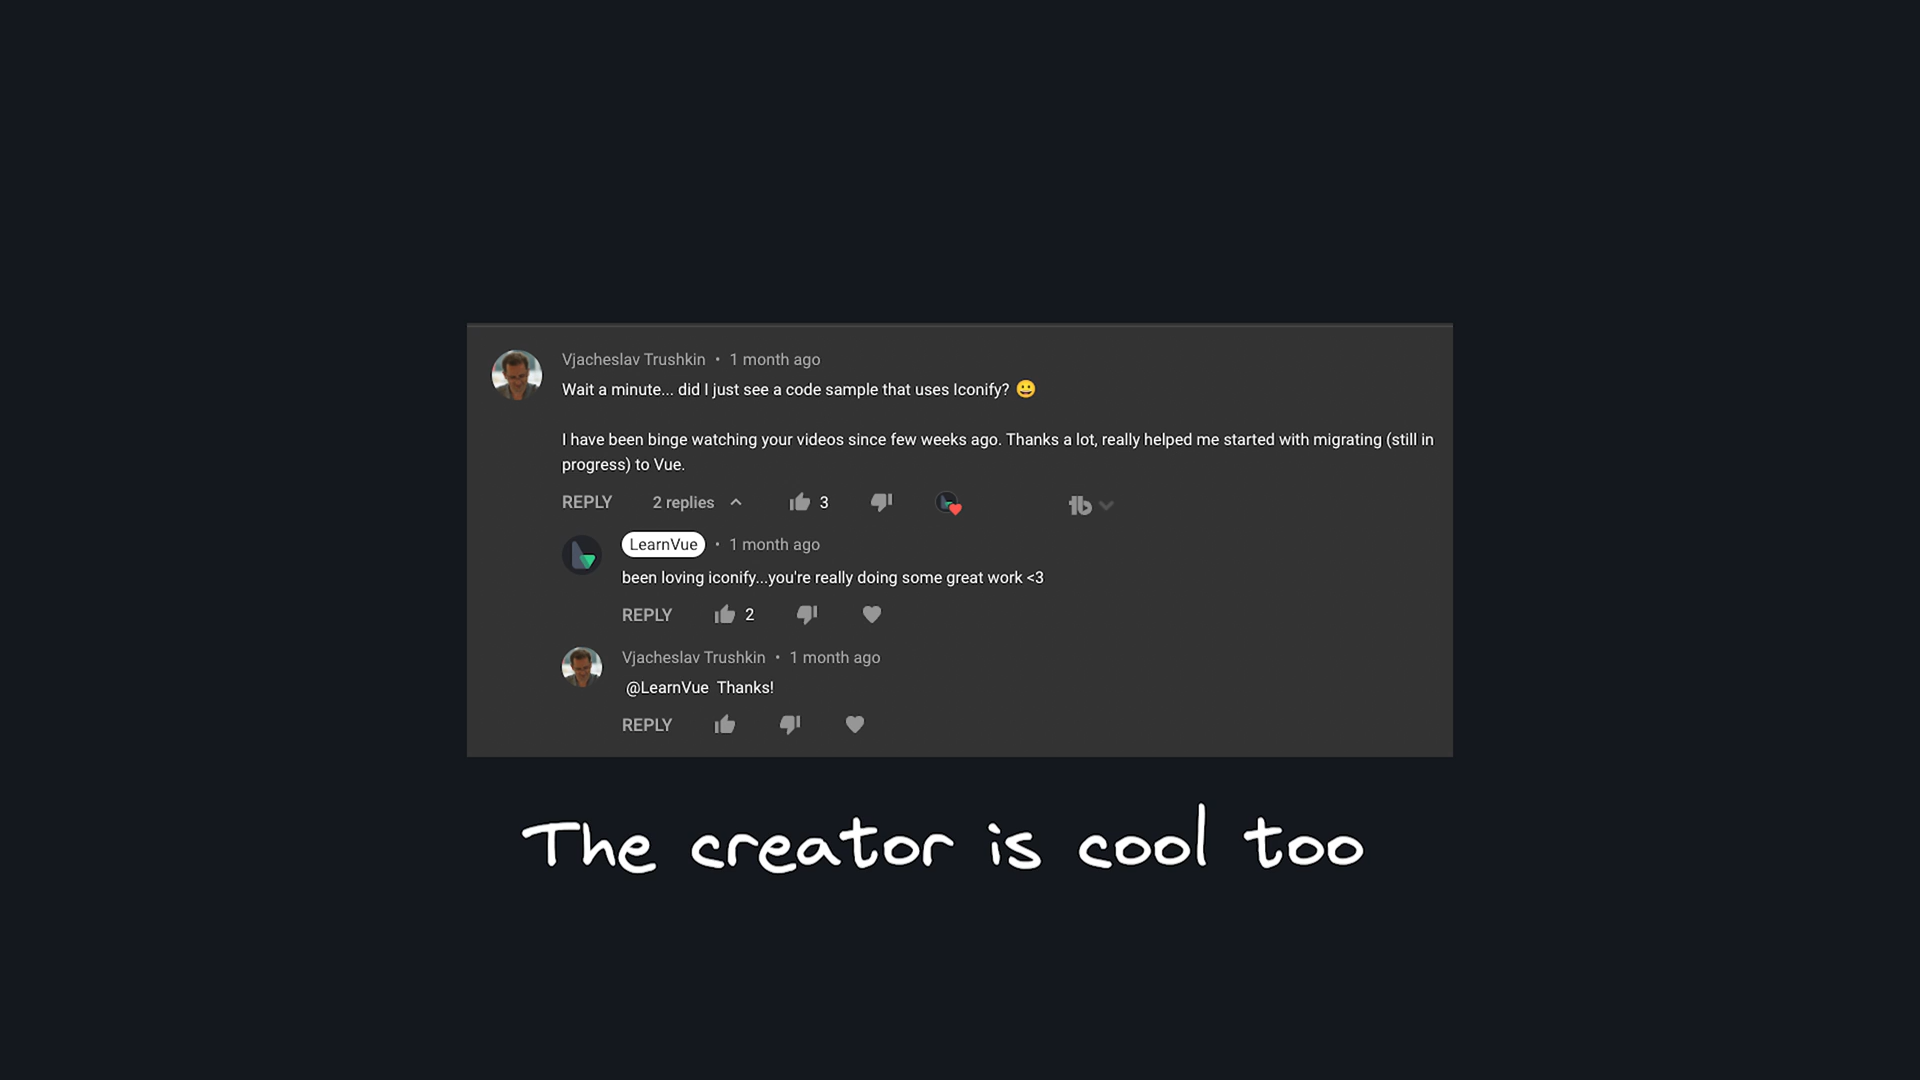 Vjacheslav Trushkin • 1 month ago
Wait a minute... did I just see a code sample that uses Iconify? 😀
I have been binge watching your videos since few weeks ago. Thanks a lot, really helped me started with migrating (still in
progress) to Vue.
REPLY 2 replies 3
LearnVue • 1 month ago
been loving iconify...you're really doing some great work <3
REPLY 2
Vjacheslav Trushkin • 1 month ago
@LearnVue Thanks!
REPLY
The creator is cool too